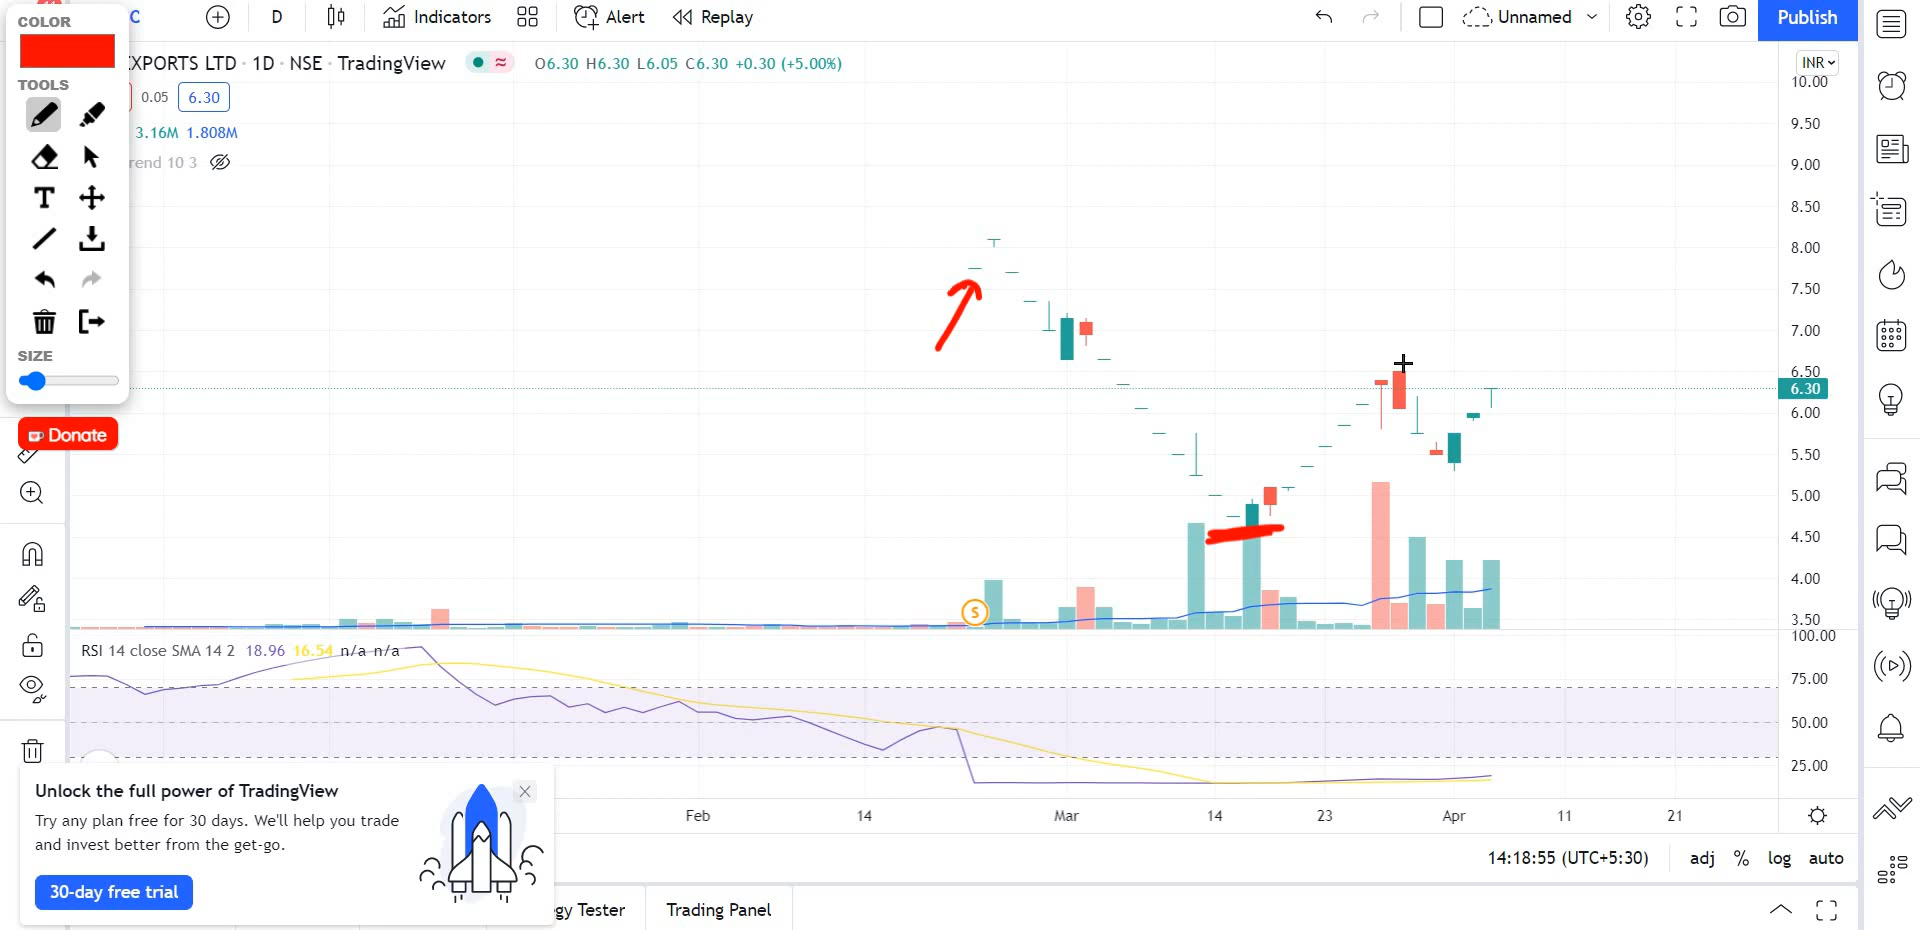 COLOR
C
D
Indicators
Alert
Replay
Unnamed
Publish
EXPORTS LTD · 1D · NSE · TradingView
O6.30 H6.30 L6.05 C6.30 +0.30 (+5.00%)
INR
TOOLS
0.05
6.30
3.16M 1.808M
rend 10 3
T
SIZE
Donate
10.00
9.50
9.00
8.50
8.00
7.50
7.00
6.50
6.30
6.00
5.50
5.00
4.50
4.00
3.50
S
RSI 14 close SMA 14 2 18.96 16.54 n/a n/a
100.00
75.00
50.00
25.00
Feb 14 Mar 14 23 Apr 11 21
Unlock the full power of TradingView
Try any plan free for 30 days. We'll help you trade
and invest better from the get-go.
30-day free trial
14:18:55 (UTC+5:30)
adj % log auto
gy Tester
Trading Panel